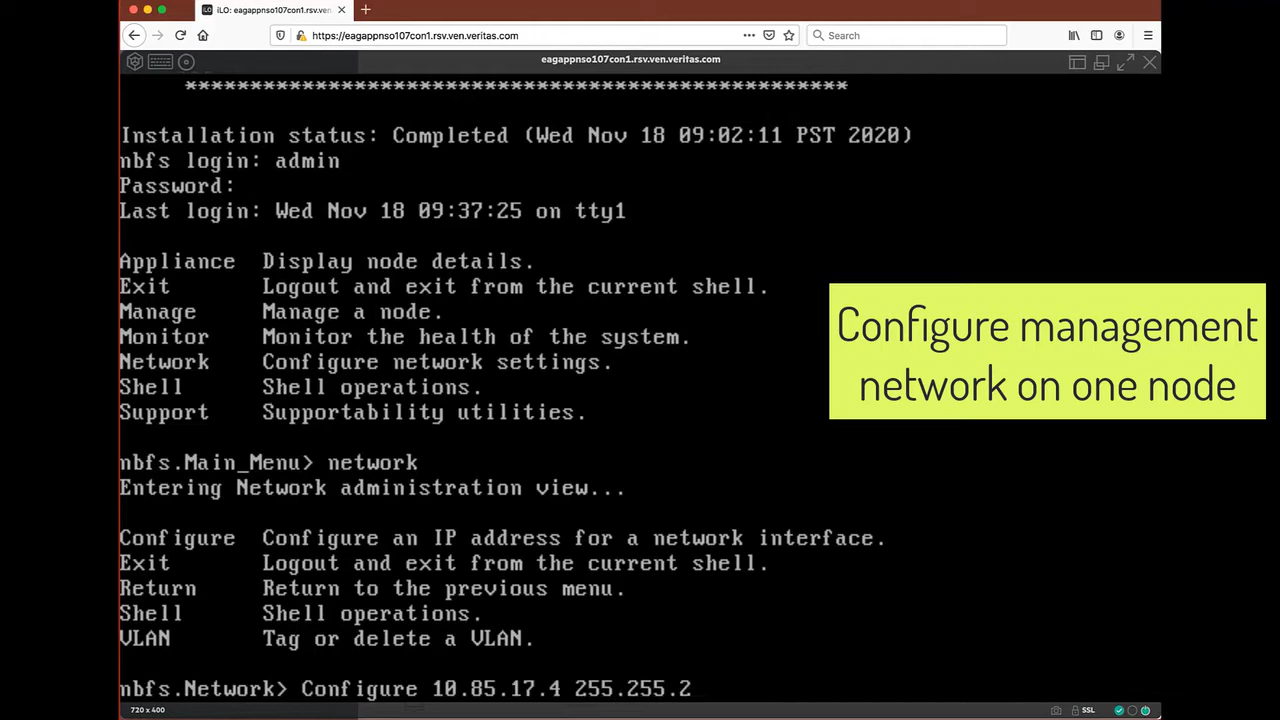 iLO: eagappnso107con1.rsv.ven
https://eagappnso107con1.rsv.ven.veritas.com
Search
eagappnso107con1.rsv.ven.veritas.com
***************************************************
Installation status: Completed (Wed Nov 18 09:02:11 PST 2020)
nbfs login: admin
Password:
Last login: Wed Nov 18 09:37:25 on tty1
Appliance Display node details.
Exit Logout and exit from the current shell.
Manage Manage a node.
Monitor Monitor the health of the system.
Network Configure network settings.
Shell Shell operations.
Support Supportability utilities.
Configure management
network on one node
nbfs.Main_Menu> network
Entering Network administration view...
Configure Configure an IP address for a network interface.
Exit Logout and exit from the current shell.
Return Return to the previous menu.
Shell Shell operations.
VLAN Tag or delete a VLAN.
nbfs.Network> Configure 10.85.17.4 255.255.2
720 x 400
SSL